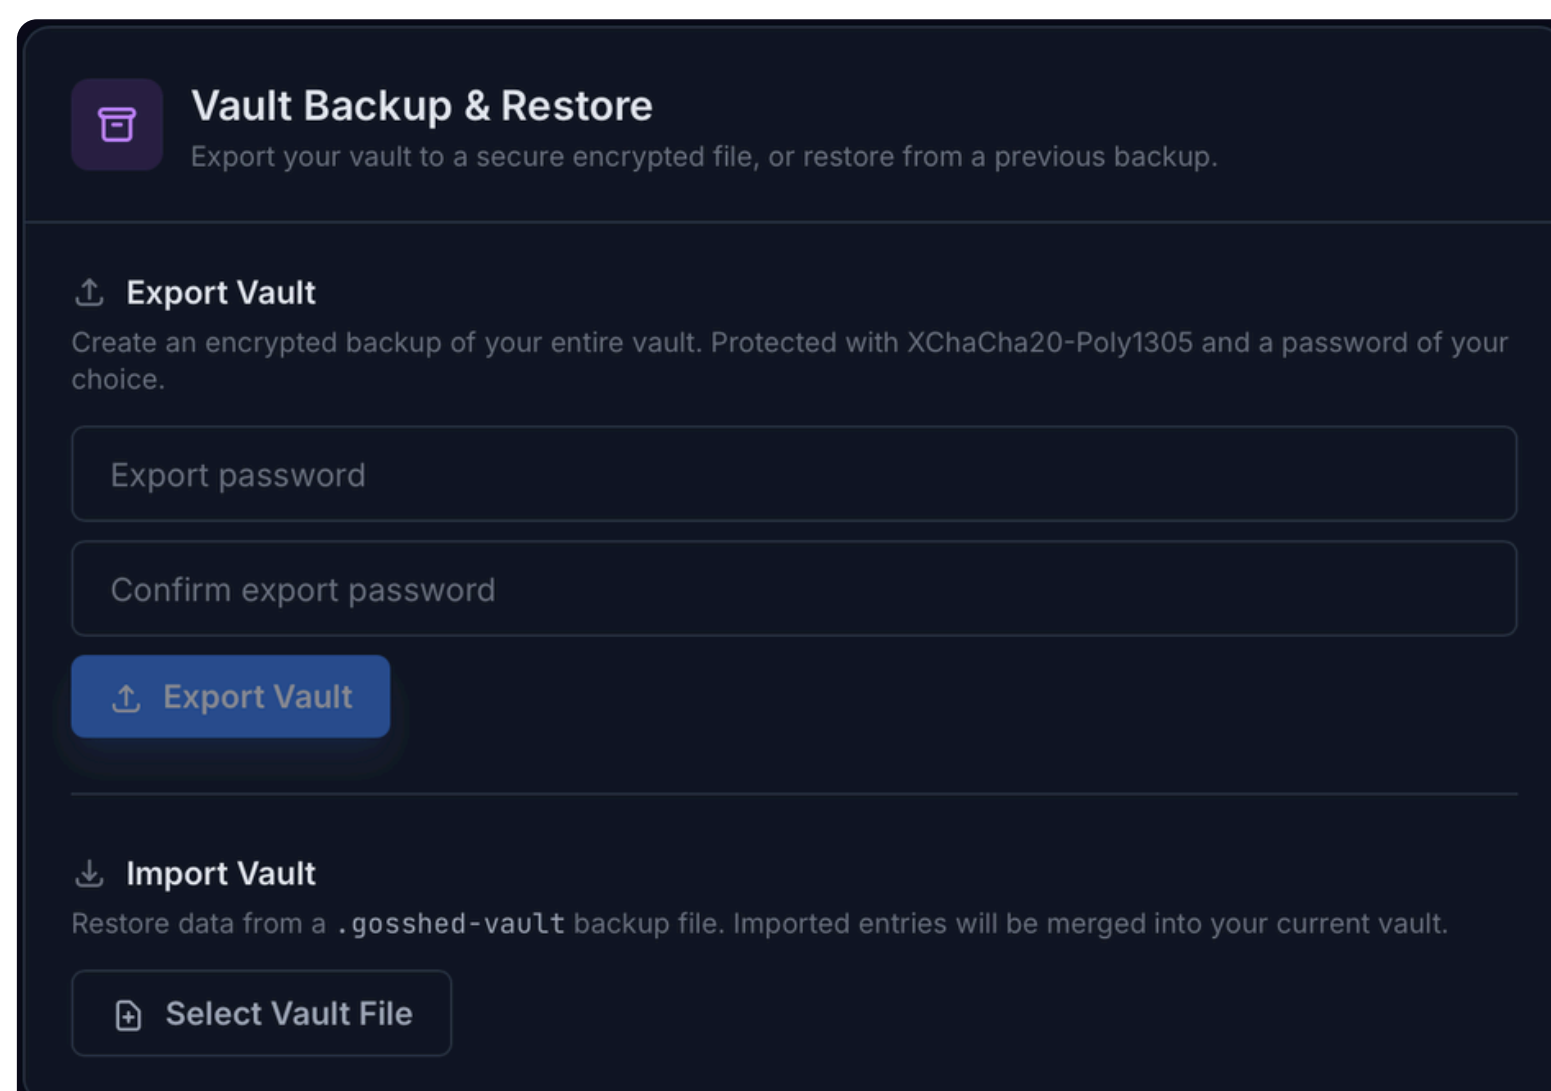 Vault Backup & Restore
Export your vault to a secure encrypted file, or restore from a previous backup.
Export Vault
Create an encrypted backup of your entire vault. Protected with XChaCha20-Poly1305 and a password of your
choice.
Export password
Confirm export password
Export Vault
Import Vault
Restore data from a .gosshed-vault backup file. Imported entries will be merged into your current vault.
Select Vault File